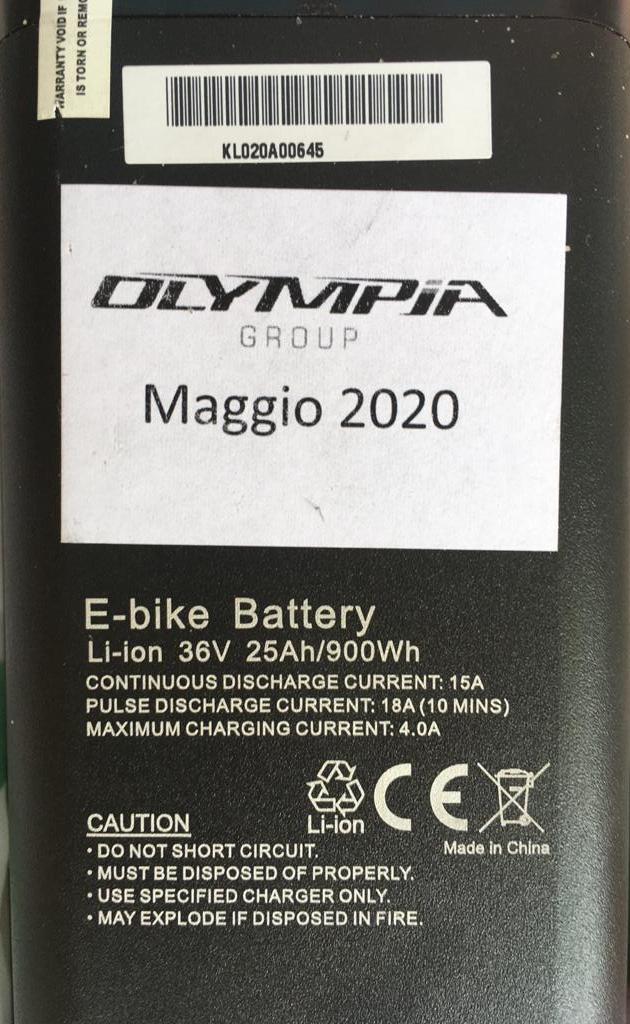 WARRANTY VOID IF
IS TORN OR REMO
KL020A00645
OLYMPIA
GROUP
Maggio 2020
E-bike Battery
Li-ion 36V 25Ah/900Wh
CONTINUOUS DISCHARGE CURRENT: 15A
PULSE DISCHARGE CURRENT: 18A (10 MINS)
MAXIMUM CHARGING CURRENT: 4.0A
Li-ion
CE
Made in China
CAUTION
• DO NOT SHORT CIRCUIT.
• MUST BE DISPOSED OF PROPERLY.
• USE SPECIFIED CHARGER ONLY.
• MAY EXPLODE IF DISPOSED IN FIRE.